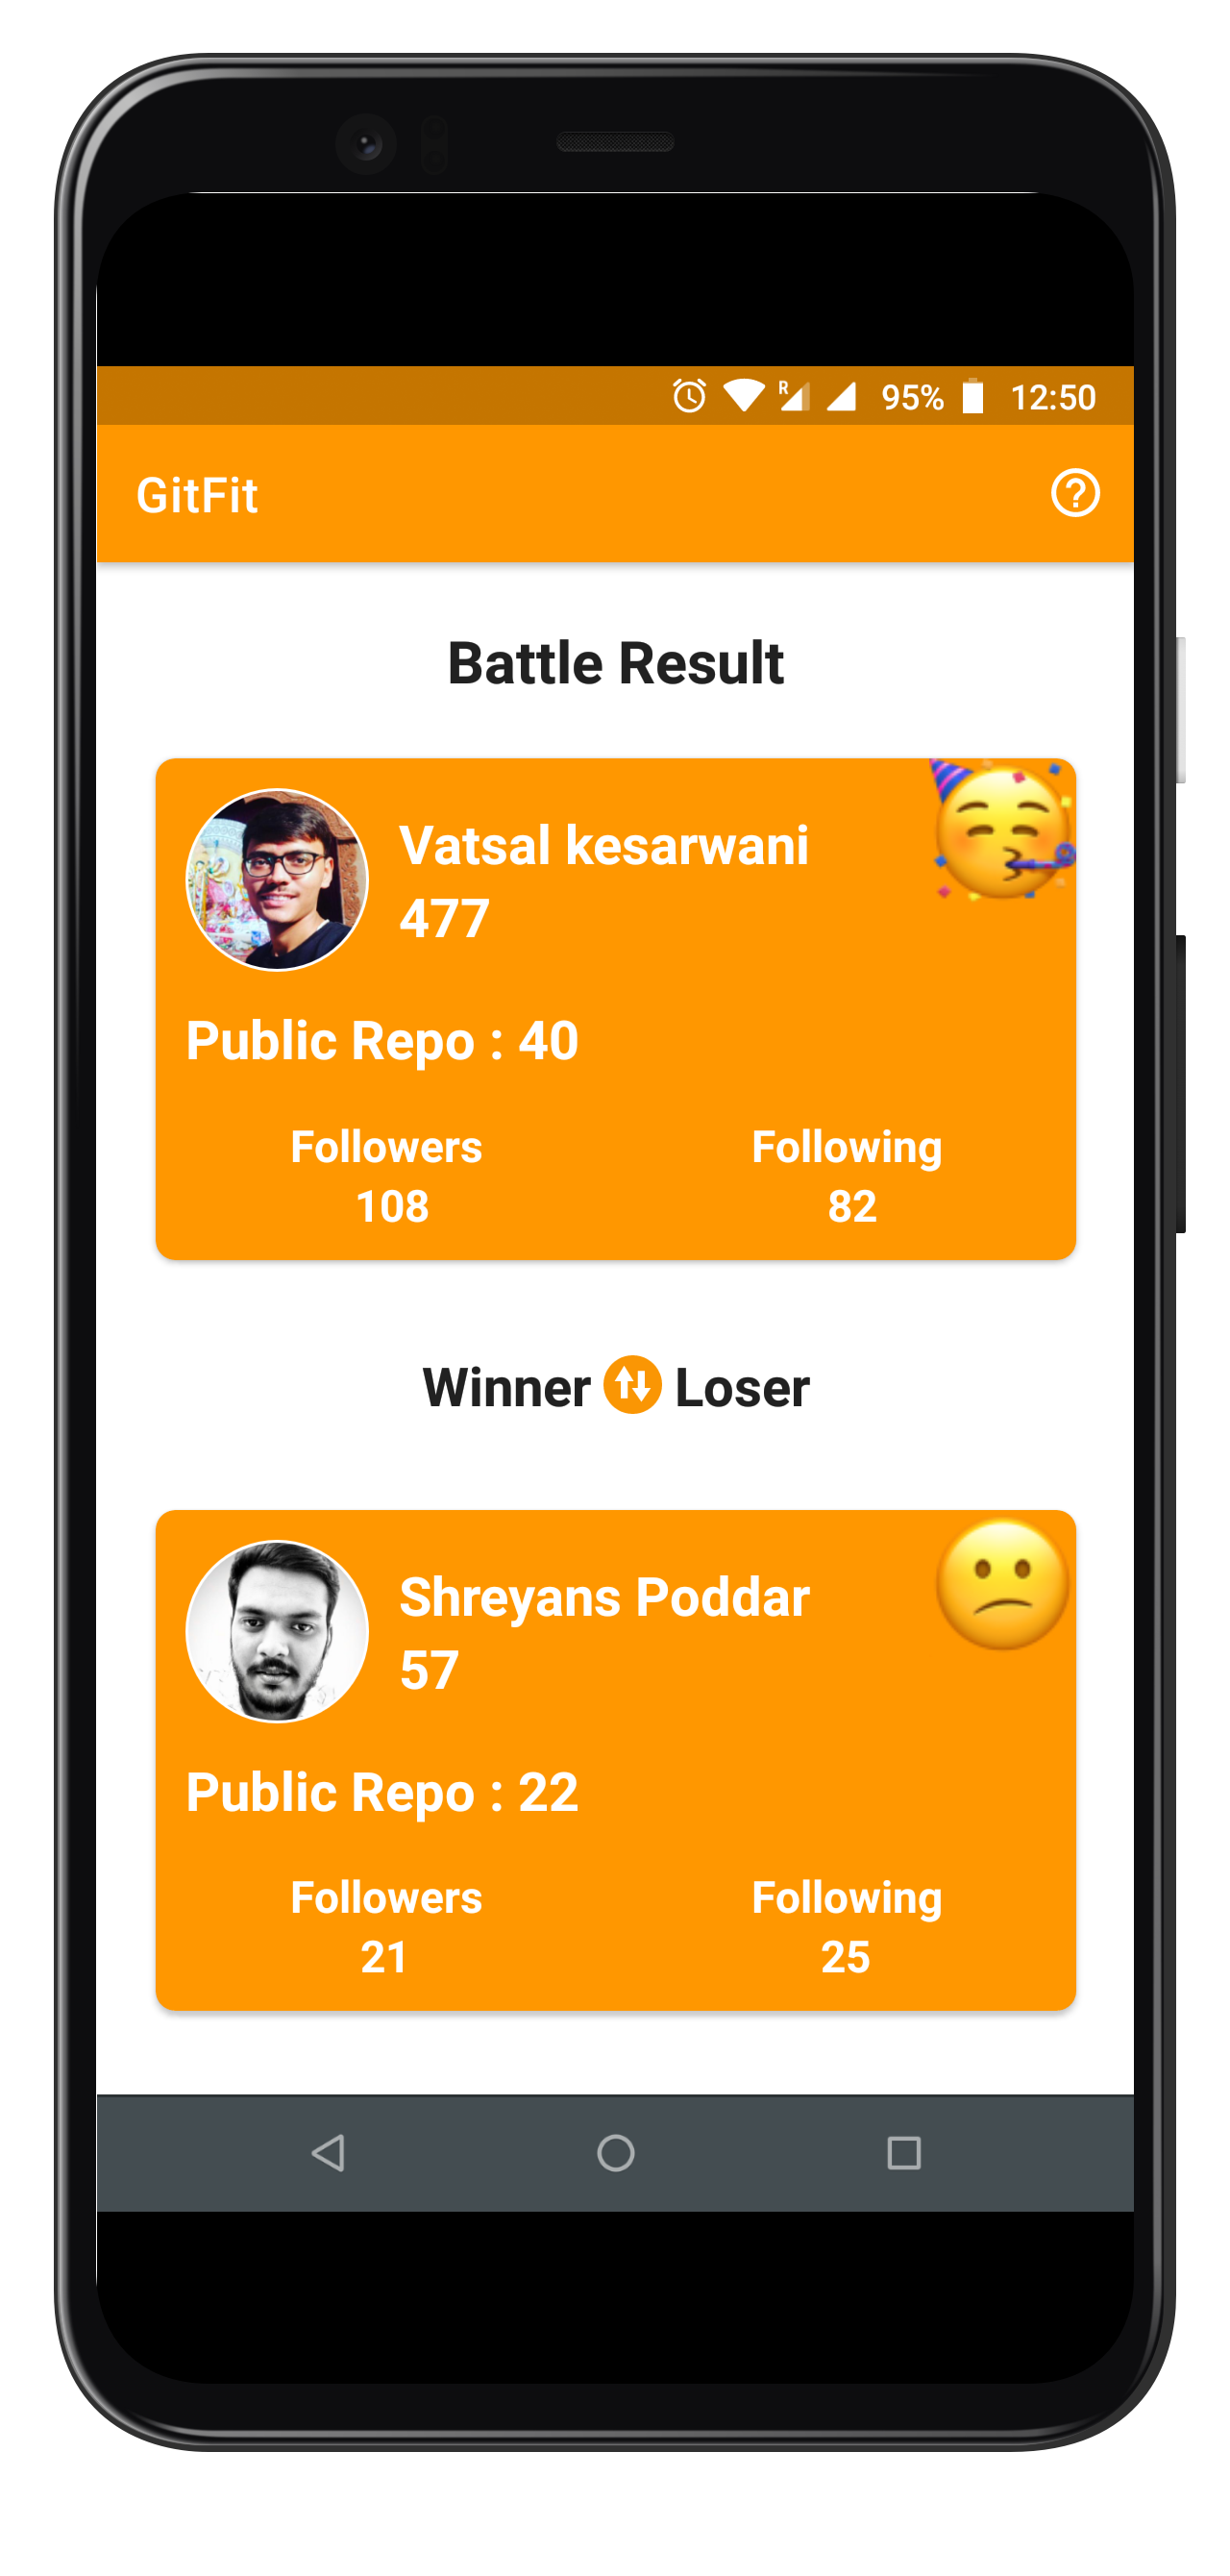 R 95% 12:50
GitFit
Battle Result
Vatsal kesarwani
477
Public Repo : 40
Followers Following
108 82
Winner Loser
Shreyans Poddar
57
Public Repo : 22
Followers Following
21 25